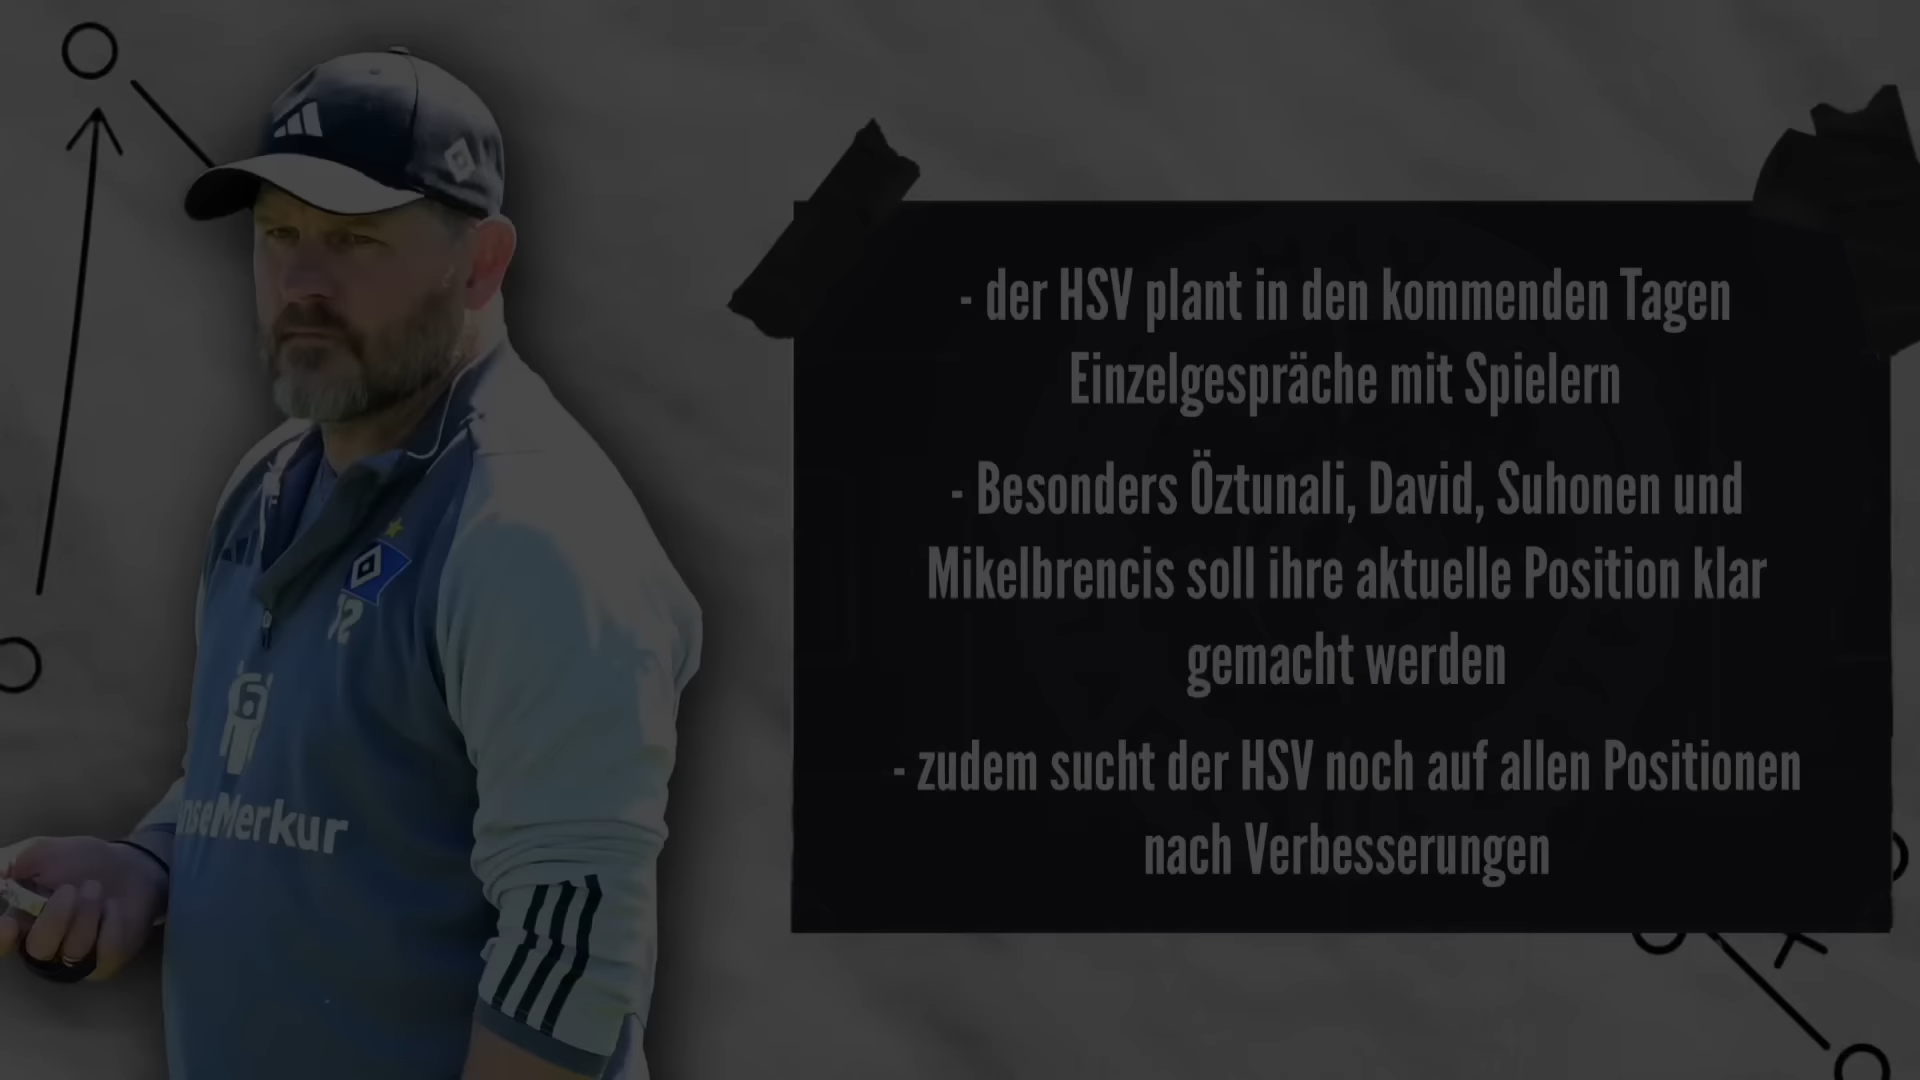 - der HSV plant in den kommenden Tagen
Einzelgespräche mit Spielern
- Besonders Öztunali, David, Suhonen und
Mikelbrencis soll ihre aktuelle Position klar
gemacht werden
- zudem sucht der HSV noch auf allen Positionen
nach Verbesserungen
nseMerkur